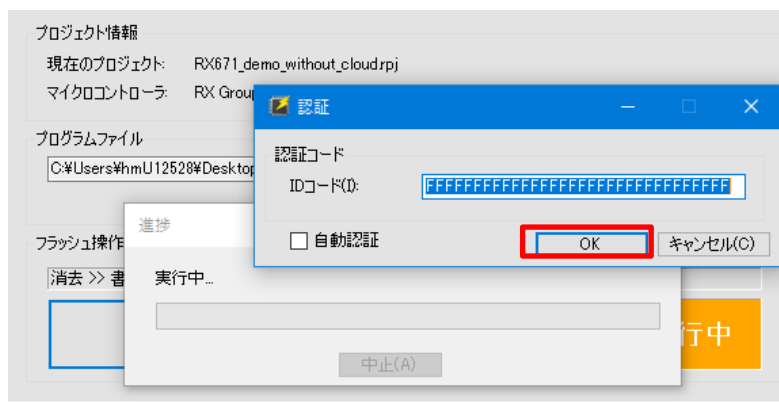 プロジェクト情報
現在のプロジェクト: RX671_demo_without_cloud.rpj
マイクロコントローラ: RX Grou
認証
プログラムファイル
認証コード
C:¥Users¥hmU12528¥Desktop
IDコード(I): FFFFFFFFFFFFFFFFFFFFFFFFFFFFFFFF
進捗
自動認証
OK
キャンセル(C)
フラッシュ操作
消去 >> 書
実行中...
行中
中止(A)